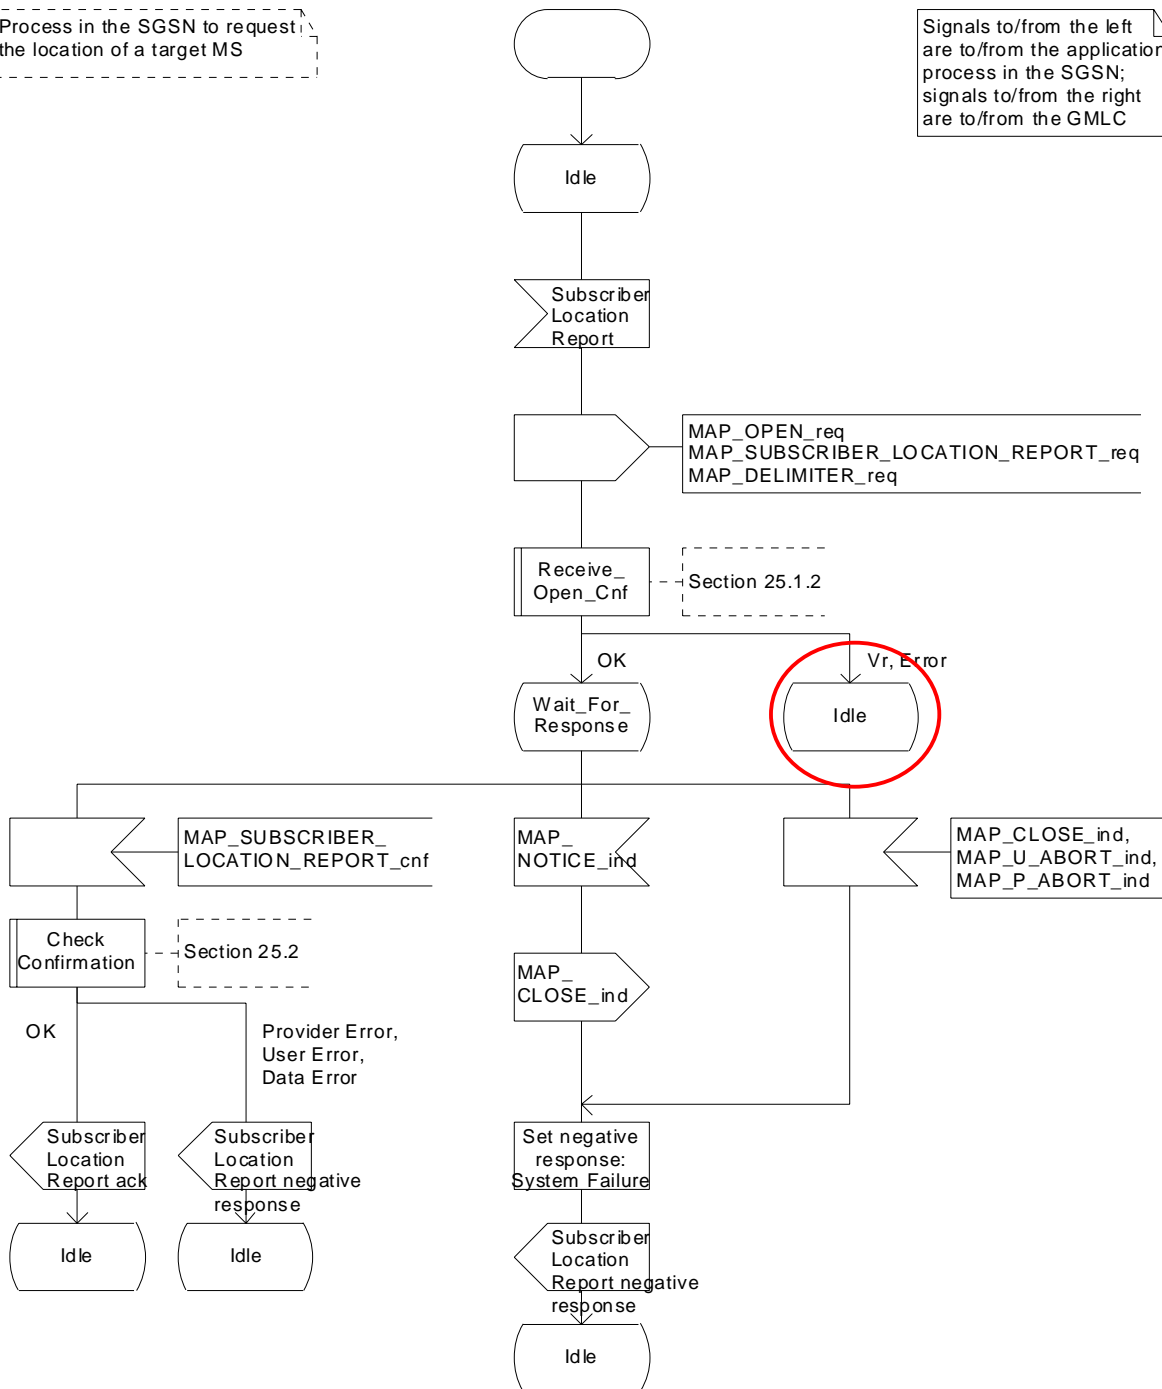 Process in the SGSN to request
the location of a target MS
Signals to/from the left
are to/from the application
process in the SGSN;
signals to/from the right
are to/from the GMLC
Idle
Subscriber
Location
Report
MAP_OPEN_req
MAP_SUBSCRIBER_LOCATION_REPORT_req
MAP_DELIMITER_req
Receive_
Open_Cnf
Section 25.1.2
OK
Vr, Error
Wait_For_
Response
Idle
MAP_SUBSCRIBER_
LOCATION_REPORT_cnf
MAP_
NOTICE_ind
MAP_CLOSE_ind,
MAP_U_ABORT_ind,
MAP_P_ABORT_ind
Check
Confirmation
Section 25.2
MAP_
CLOSE_ind
OK
Provider Error,
User Error,
Data Error
Subscriber
Location
Report ack
Subscriber
Location
Report negative
response
Set negative
response:
System Failure
Idle
Idle
Subscriber
Location
Report negative
response
Idle